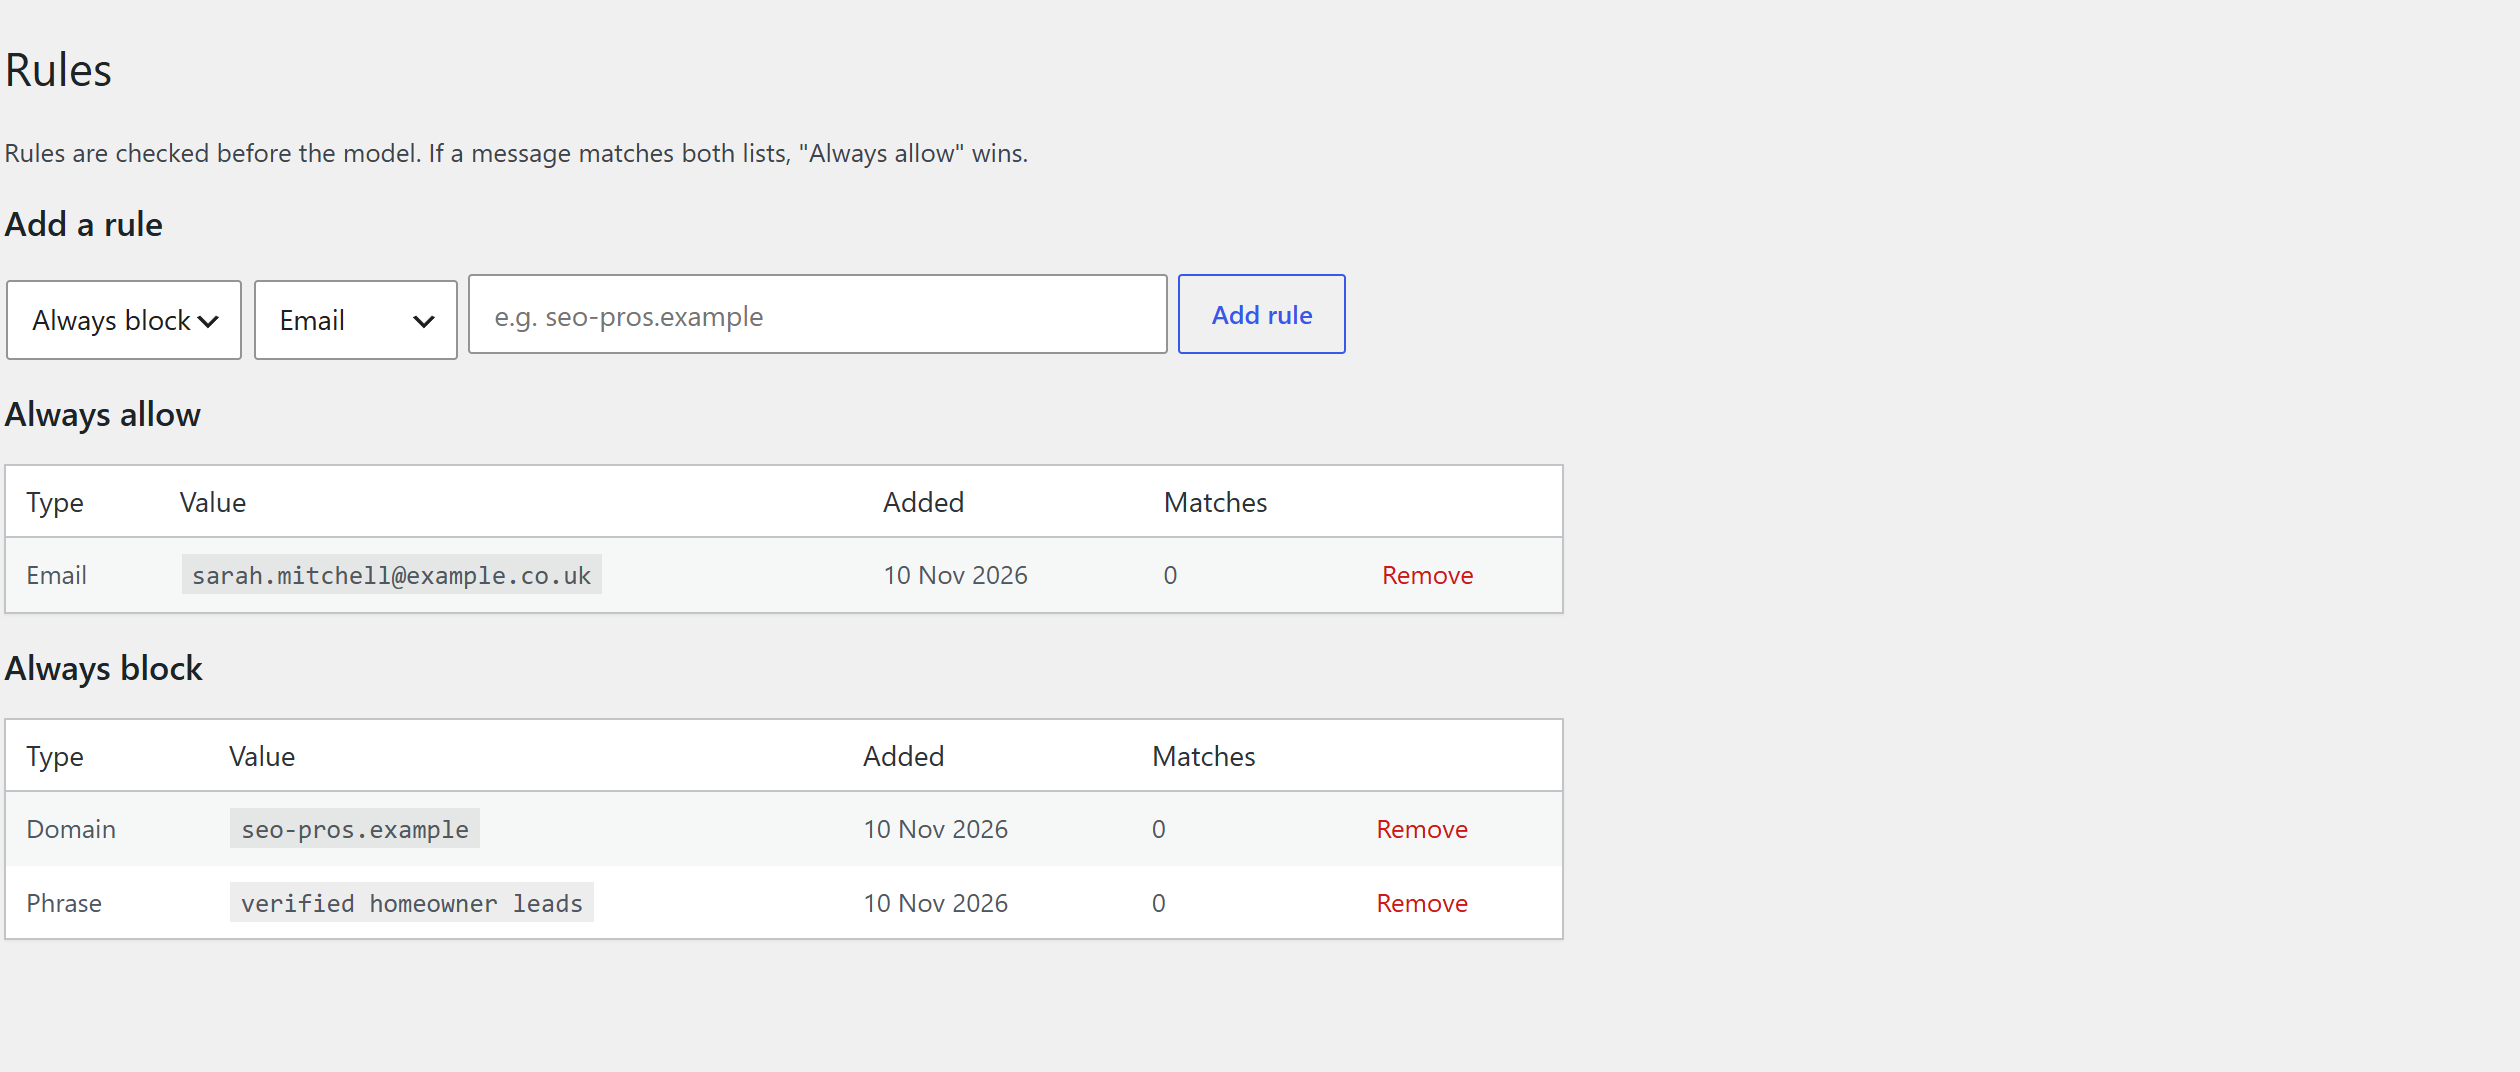 Rules
Rules are checked before the model. If a message matches both lists, "Always allow" wins.
Add a rule
Always block Email e.g. seo-pros.example Add rule
Always allow
Type Value Added Matches
Email sarah.mitchell@example.co.uk 10 Nov 2026 0 Remove
Always block
Type Value Added Matches
Domain seo-pros.example 10 Nov 2026 0 Remove
Phrase verified homeowner leads 10 Nov 2026 0 Remove